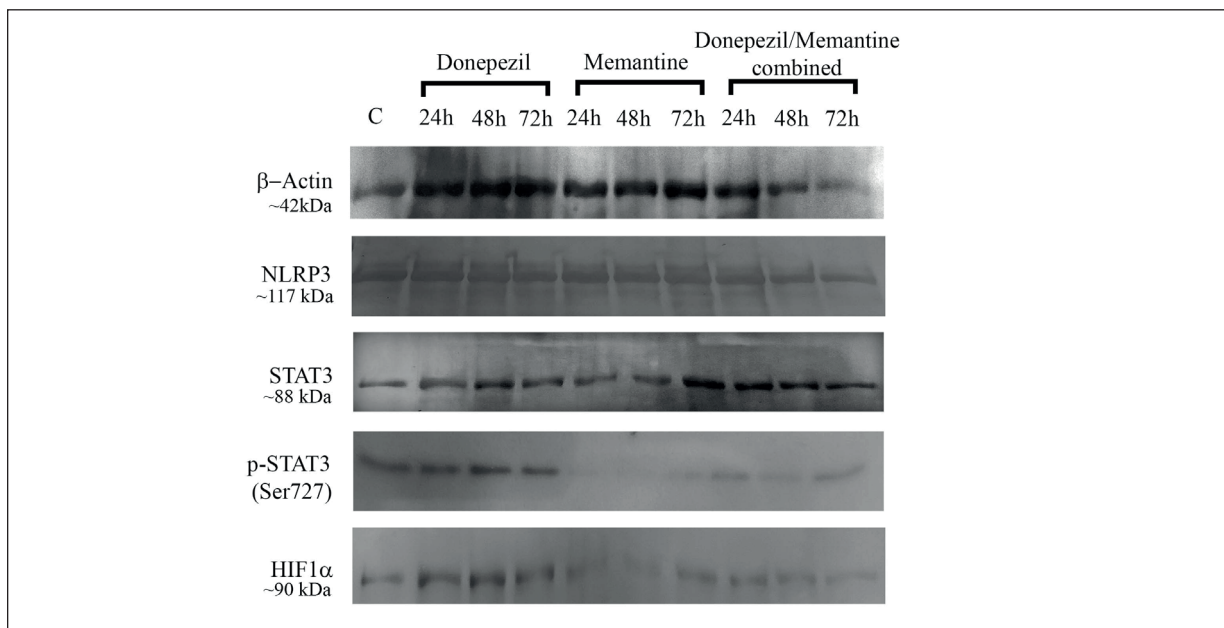 Donepezil/Memantine
combined
Donepezil
Memantine
C 24h 48h 72h 24h 48h 72h 24h 48h 72h
β–Actin
~42kDa
NLRP3
~117 kDa
STAT3
~88 kDa
p-STAT3
(Ser727)
HIF1α
~90 kDa